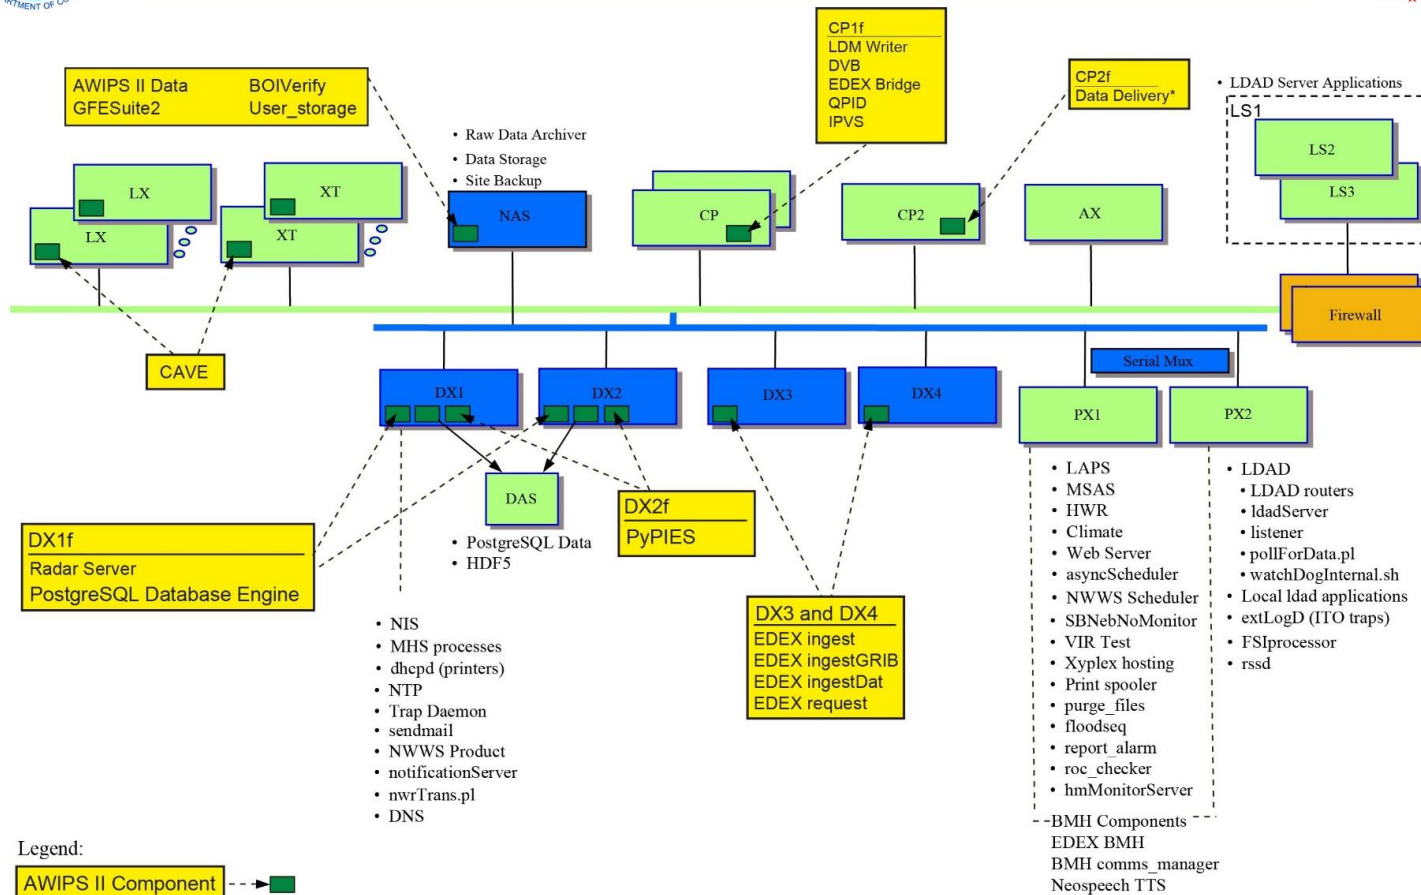 ARTMENT OF CO
CP1f
LDM Writer
DVB
EDEX Bridge
QPID
IPVS
CP2f
Data Delivery*
• LDAD Server Applications
LS1
LS2
LS3
AWIPS II Data BOIVerify
GFESuite2 User_storage
• Raw Data Archiver
• Data Storage
• Site Backup
LX
LX
XT
XT
NAS
CP
CP2
AX
Firewall
CAVE
Serial Mux
DX1
DX2
DX3
DX4
PX1
PX2
DAS
• PostgreSQL Data
• HDF5
DX1f
Radar Server
PostgreSQL Database Engine
DX2f
PyPIES
DX3 and DX4
EDEX ingest
EDEX ingestGRIB
EDEX ingestDat
EDEX request
• NIS
• MHS processes
• dhcpd (printers)
• NTP
• Trap Daemon
• sendmail
• NWWS Product
• notificationServer
• nwrTrans.pl
• DNS
• LAPS
• MSAS
• HWR
• Climate
• Web Server
• asyncScheduler
• NWWS Scheduler
• SBNebNoMonitor
• VIR Test
• Xyplex hosting
• Print spooler
• purge_files
• floodseq
• report_alarm
• roc_checker
• hmMonitorServer
• LDAD
• LDAD routers
• ldadServer
• listener
• pollForData.pl
• watchDogInternal.sh
• Local ldad applications
• extLogD (ITO traps)
• FSIprocessor
• rssd
BMH Components
EDEX BMH
BMH comms_manager
Neospeech TTS
Legend:
AWIPS II Component